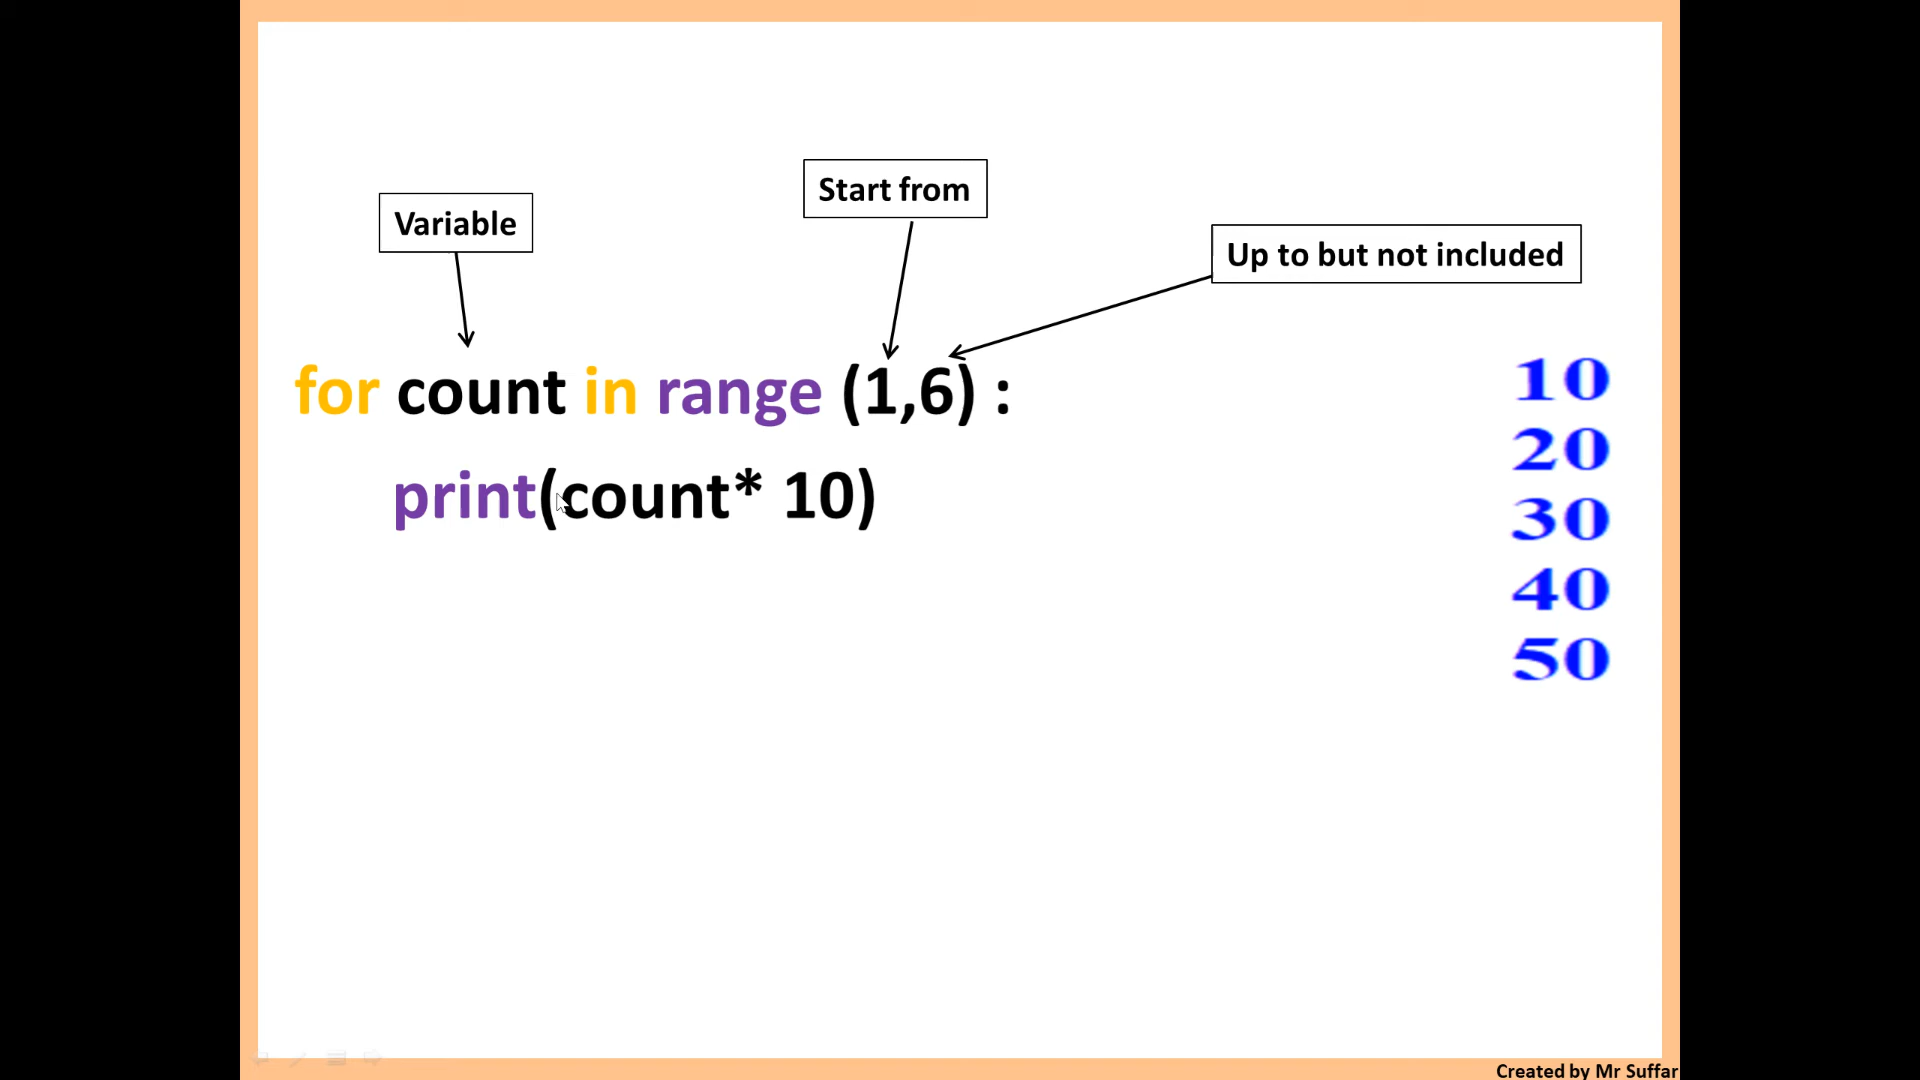 Start from
Variable
Up to but not included
for count in range (1,6) :
print(count* 10)
10
20
30
40
50
Created by Mr Suffar